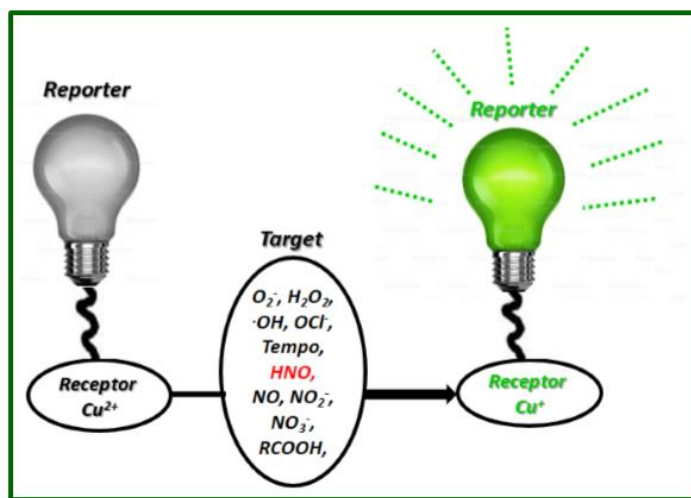 Reporter
Reporter
Target
O₂⁻, H₂O₂,
·OH, OCl⁻,
Tempo,
HNO,
NO, NO₂⁻,
NO₃⁻,
RCOOH,
Receptor
Cu²⁺
Receptor
Cu⁺